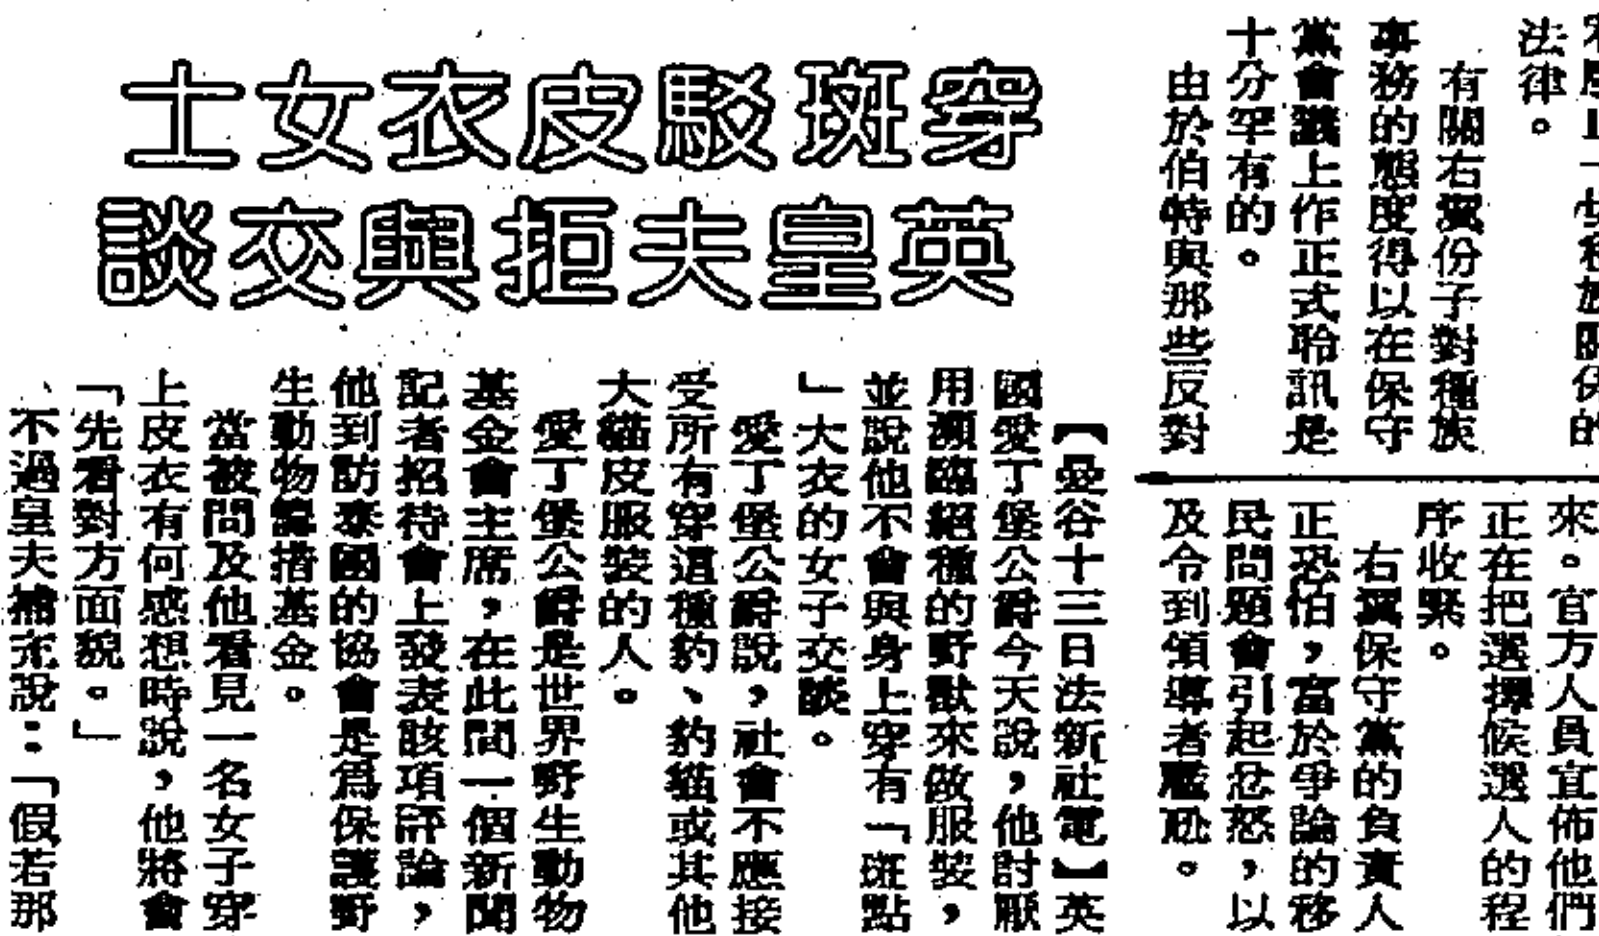 法律。
有關右翼份子對種族
事務的態度得以在保守
黨會議上作正式聆訊是
十分罕有的。
由於伯特與那些反對
來。官方人員宣佈他們
正在把選擇候選人的程
序收緊。
右翼保守黨的負責人
正恐怕，富於爭論的移
民問題會引起忿怒，以
及令到領導者尷尬。
穿斑駁皮衣女士
英皇夫拒與交談
【曼谷十三日法新社電】英
國愛丁堡公爵今天說，他討厭
用瀕臨絕種的野獸來做服裝，
並說他不會與身上穿有「斑點
」大衣的女子交談。
愛丁堡公爵說，社會不應接
受所有穿這種豹、豹貓或其他
大貓皮服裝的人。
愛丁堡公爵是世界野生動物
基金會主席，在此間一個新聞
記者招待會上發表該項評論，
他到訪泰國的協會是爲保護野
生動物籌措基金。
當被問及他看見一名女子穿
上皮衣有何感想時說，他將會
「先看對方面貌。」
不過皇夫補充說：「假若那